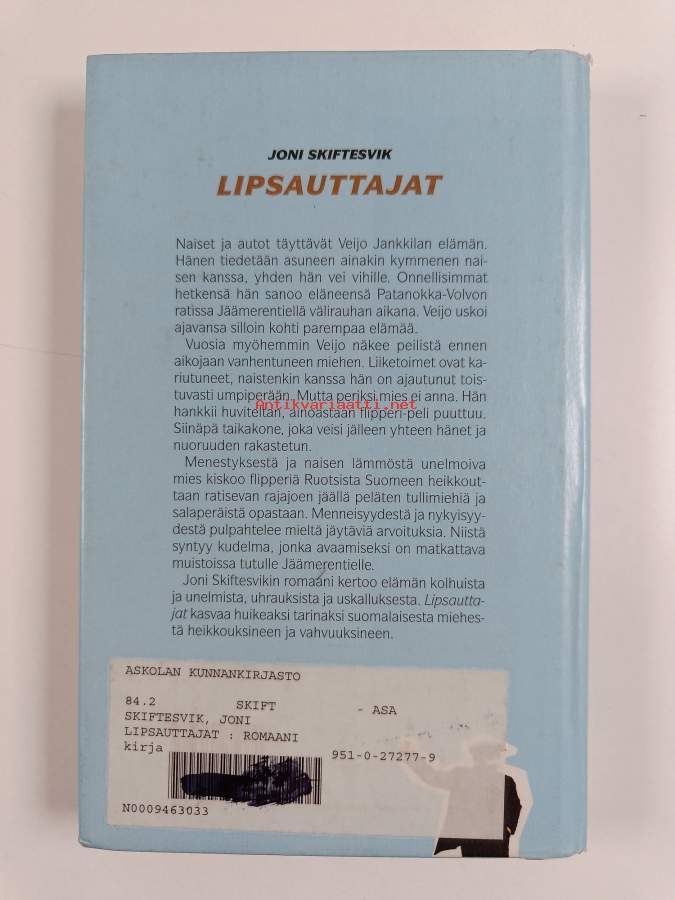 JONI SKIFTESVIK
LIPSAUTTAJAT
Naiset ja autot täyttävät Veijo Jankkilan elämän.
Hänen tiedetään asuneen ainakin kymmenen nai-
sen kanssa, yhden hän vei vihille. Onnellisimmat
hetkensä hän sanoo eläneensä Patanokka-Volvon
ratissa Jäämerentiellä välirauhan aikana. Veijo uskoi
ajavansa silloin kohti parempaa elämää.
Vuosia myöhemmin Veijo näkee peilistä ennen
aikojaan vanhentuneen miehen. Liiketoimet ovat ka-
riutuneet, naistenkin kanssa hän on ajautunut tois-
tuvasti umpiperään. Mutta periksi mies ei anna. Hän
hankkii huviteltan, ainoastaan flipperi-peli puuttuu.
Antikvariaatti.net
Siinäpä taikakone, joka veisi jälleen yhteen hänet ja
nuoruuden rakastetun.
Menestyksestä ja naisen lämmöstä unelmoiva
mies kiskoo flipperiä Ruotsista Suomeen heikkout-
taan ratisevan rajajoen jäällä peläten tullimiehiä ja
salaperäistä opastaan. Menneisyydestä ja nykyisyy-
destä pulpahtelee mieltä jäytäviä arvoituksia. Niistä
syntyy kudelma, jonka avaamiseksi on matkattava
muistoissa tutulle Jäämerentielle.
Joni Skiftesvikin romaani kertoo elämän kolhuista
ja unelmista, uhrauksista ja uskalluksesta. Lipsautta-
jat kasvaa huikeaksi tarinaksi suomalaisesta miehes-
tä heikkouksineen ja vahvuuksineen.
ASKOLAN KUNNANKIRJASTO
84.2 SKIFT - ASA
SKIFTESVIK, JONI
LIPSAUTTAJAT : ROMAANI
kirja 951-0-27277-9
N0009463033